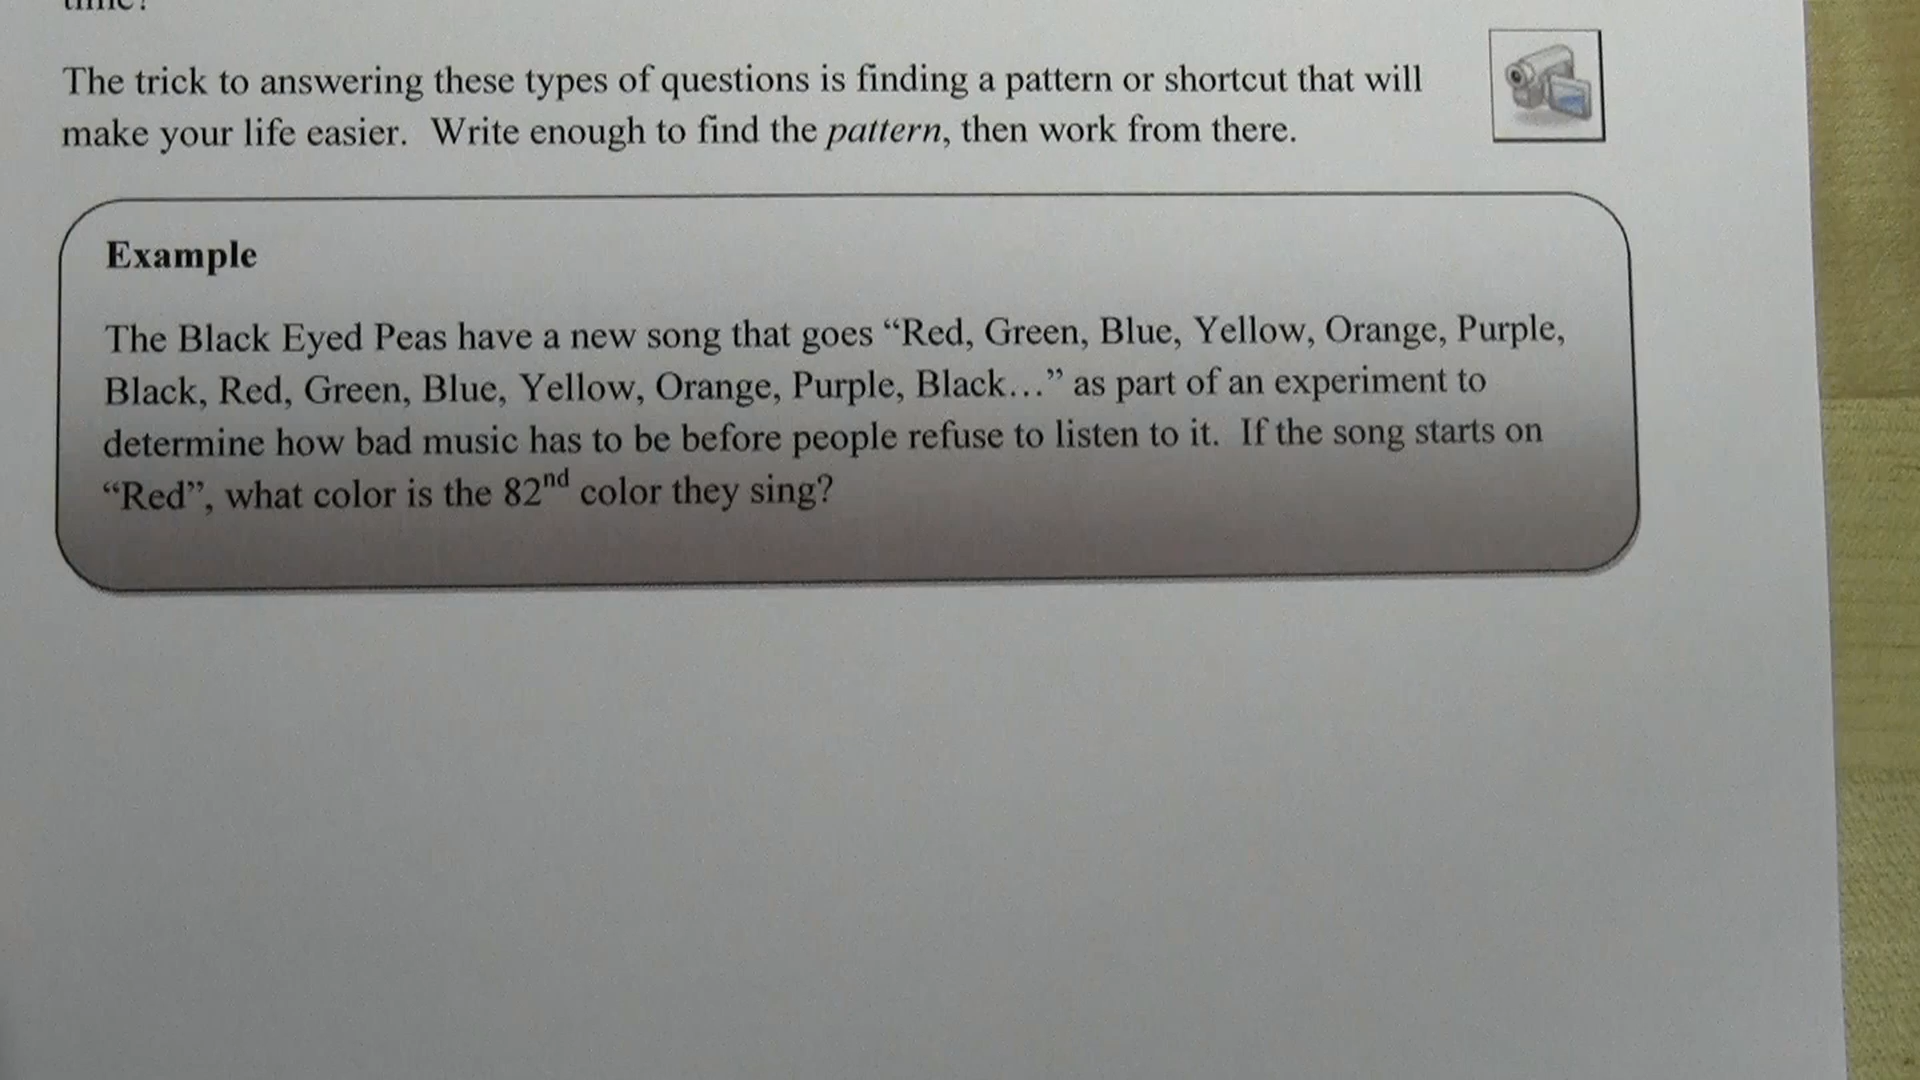 time?
The trick to answering these types of questions is finding a pattern or shortcut that will
make your life easier. Write enough to find the pattern, then work from there.
Example
The Black Eyed Peas have a new song that goes “Red, Green, Blue, Yellow, Orange, Purple,
Black, Red, Green, Blue, Yellow, Orange, Purple, Black…” as part of an experiment to
determine how bad music has to be before people refuse to listen to it. If the song starts on
“Red”, what color is the 82nd color they sing?